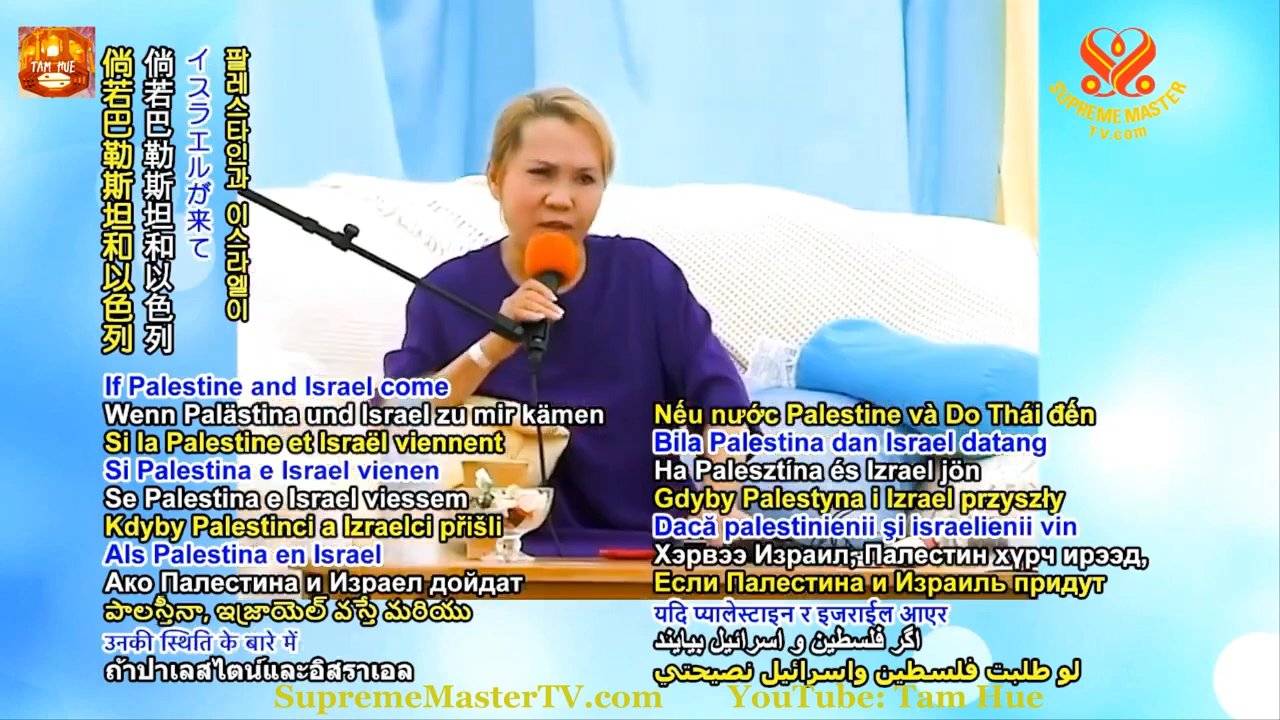 TAM HUE
SUPREME MASTER
TV.com
倘若巴勒斯坦和以色列
倘若巴勒斯坦和以色列
イスラエルが来て
팔레스타인과 이스라엘이
If Palestine and Israel come
Wenn Palästina und Israel zu mir kämen
Si la Palestine et Israël viennent
Si Palestina e Israel vienen
Se Palestina e Israel viessem
Kdyby Palestinci a Izraelci přišli
Als Palestina en Israel
Ако Палестина и Израел дойдат
పాలస్తీనా, ఇజ్రాయెల్ వస్తే మరియు
उनकी स्थिति के बारे में
ถ้าปาเลสไตน์และอิสราเอล
Nếu nước Palestine và Do Thái đến
Bila Palestina dan Israel datang
Ha Palesztína és Izrael jön
Gdyby Palestyna i Izrael przyszły
Dacă palestinienii şi israelienii vin
Хэрвээ Израил, Палестин хүрч ирээд,
Если Палестина и Израиль придут
यदि प्यालेस्टाइन र इजराईल आएर
اگر فلسطین و اسرائیل بیایند
لو طلبت فلسطين واسرائيل نصيحتي
SupremeMasterTV.com
YouTube: Tam Hue